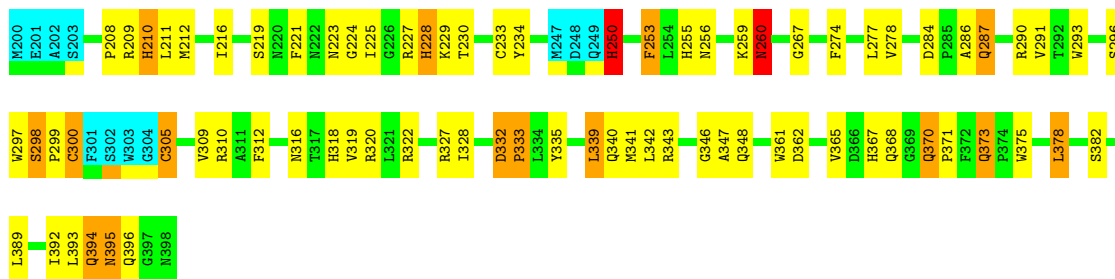 M200 E201 A202 S203 P208 R209 H210 L211 M212 I216 S219 N220 F221 N222 N223 G224 I225 G226 R227 H228 K229 T230 C233 Y234 M247 D248 Q249 H250 F253 L254 H255 N256 K259 N260 G267 F274 L277 V278 D284 P285 A286 Q287 R290 V291 T292 W293 S296
W297 S298 P299 C300 F301 S302 W303 G304 C305 V309 R310 A311 F312 N316 T317 H318 V319 R320 L321 R322 R327 I328 D332 P333 L334 Y335 L339 Q340 M341 L342 R343 G346 A347 Q348 W361 D362 V365 D366 H367 Q368 G369 Q370 P371 F372 Q373 P374 W375 L378 S382
L389 I392 L393 Q394 N395 Q396 G397 N398